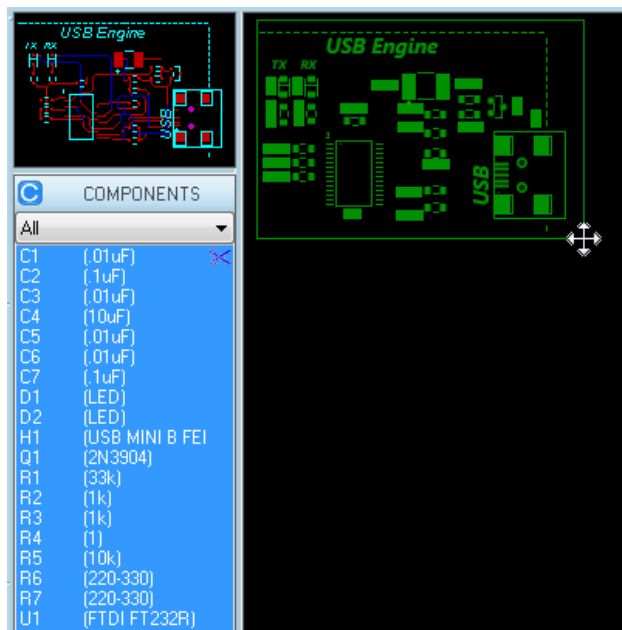 USB Engine
TX RX
USB
C COMPONENTS
All
C1 (.01uF)
C2 (.1uF)
C3 (.01uF)
C4 (10uF)
C5 (.01uF)
C6 (.01uF)
C7 (.1uF)
D1 (LED)
D2 (LED)
H1 (USB MINI B FEI
Q1 (2N3904)
R1 (33k)
R2 (1k)
R3 (1k)
R4 (1)
R5 (10k)
R6 (220-330)
R7 (220-330)
U1 (FTDI FT232R)
USB Engine
TX RX
1
USB